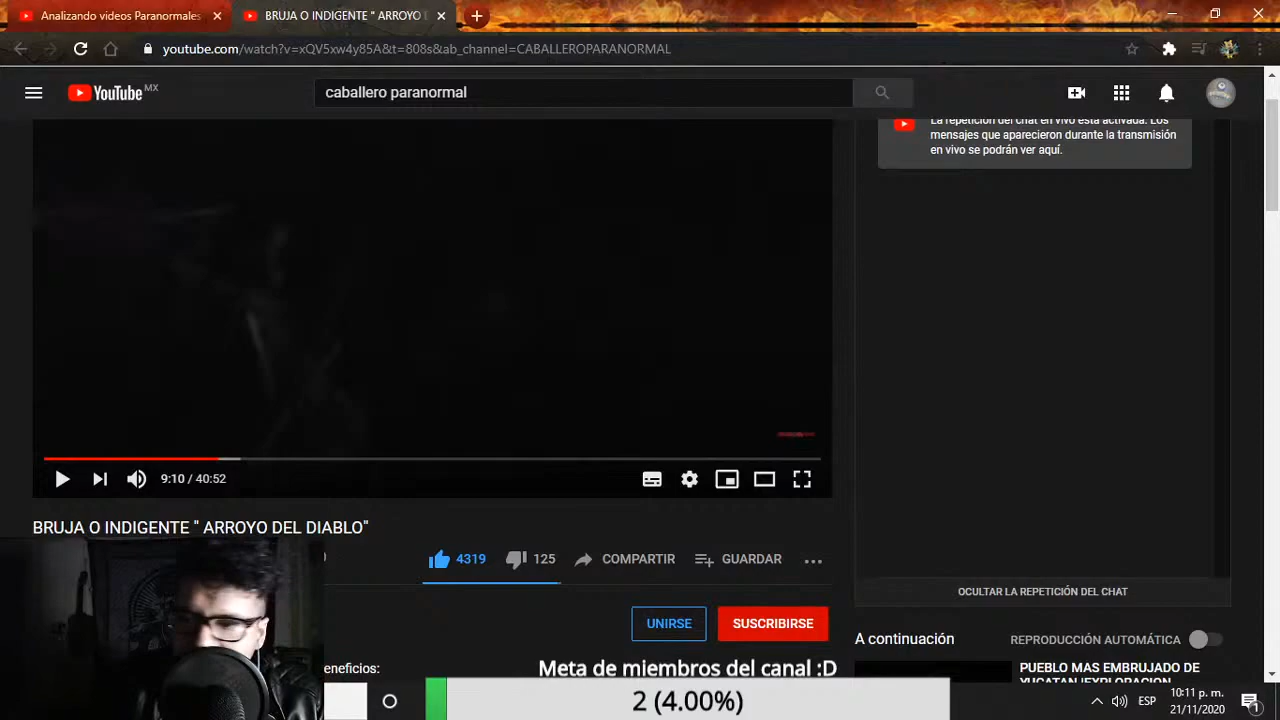 Analizando videos Paranormales
BRUJA O INDIGENTE " ARROYO D
youtube.com/watch?v=xQV5xw4y85A&t=808s&ab_channel=CABALLEROPARANORMAL
YouTube MX
caballero paranormal
La repetición del chat en vivo está activada. Los
mensajes que aparecieron durante la transmisión
en vivo se podrán ver aquí.
9:10 / 40:52
BRUJA O INDIGENTE " ARROYO DEL DIABLO"
4319
125
COMPARTIR
GUARDAR
OCULTAR LA REPETICIÓN DEL CHAT
UNIRSE
SUSCRIBIRSE
A continuación
REPRODUCCIÓN AUTOMÁTICA
eneficios:
Meta de miembros del canal :D
PUEBLO MAS EMBRUJADO DE
YUCATAN |EXPLORACION
2 (4.00%)
ESP
10:11 p. m.
21/11/2020
1